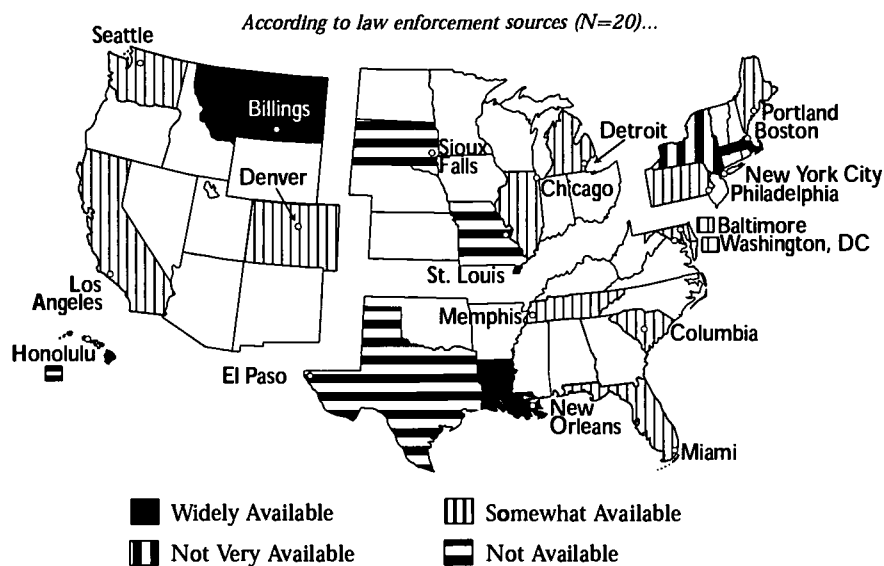 According to law enforcement sources (N=20)...
Seattle
Billings
Portland
Boston
Detroit
Sioux
Falls
Denver
Chicago
New York City
Philadelphia
Baltimore
Washington, DC
St. Louis
Los
Angeles
Memphis
Columbia
Honolulu
El Paso
New
Orleans
Miami
Widely Available
Somewhat Available
Not Very Available
Not Available